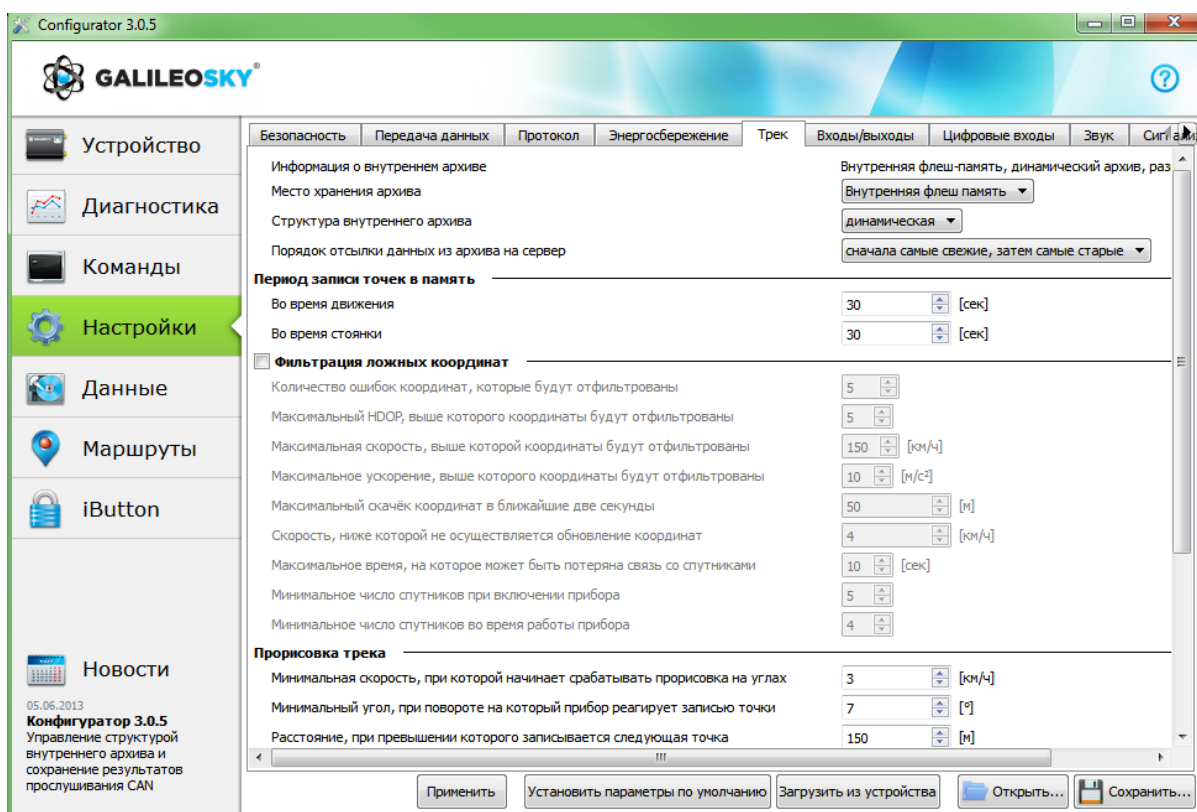 Configurator 3.0.5
GALILEOSKY®
Устройство
Диагностика
Команды
Настройки
Данные
Маршруты
iButton
Новости
05.06.2013
Конфигуратор 3.0.5
Управление структурой
внутреннего архива и
сохранение результатов
прослушивания CAN
Безопасность Передача данных Протокол Энергосбережение Трек Входы/выходы Цифровые входы Звук
Информация о внутреннем архиве Внутренняя флеш-память, динамический архив, раз
Место хранения архива Внутренняя флеш память
Структура внутреннего архива динамическая
Порядок отсылки данных из архива на сервер сначала самые свежие, затем самые старые
Период записи точек в память
Во время движения 30 [сек]
Во время стоянки 30 [сек]
Фильтрация ложных координат
Количество ошибок координат, которые будут отфильтрованы 5
Максимальный HDOP, выше которого координаты будут отфильтрованы 5
Максимальная скорость, выше которой координаты будут отфильтрованы 150 [км/ч]
Максимальное ускорение, выше которого координаты будут отфильтрованы 10 [м/с²]
Максимальный скачёк координат в ближайшие две секунды 50 [м]
Скорость, ниже которой не осуществляется обновление координат 4 [км/ч]
Максимальное время, на которое может быть потеряна связь со спутниками 10 [сек]
Минимальное число спутников при включении прибора 5
Минимальное число спутников во время работы прибора 4
Прорисовка трека
Минимальная скорость, при которой начинает срабатывать прорисовка на углах 3 [км/ч]
Минимальный угол, при повороте на который прибор реагирует записью точки 7 [°]
Расстояние, при превышении которого записывается следующая точка 150 [м]
Применить Установить параметры по умолчанию Загрузить из устройства Открыть... Сохранить...